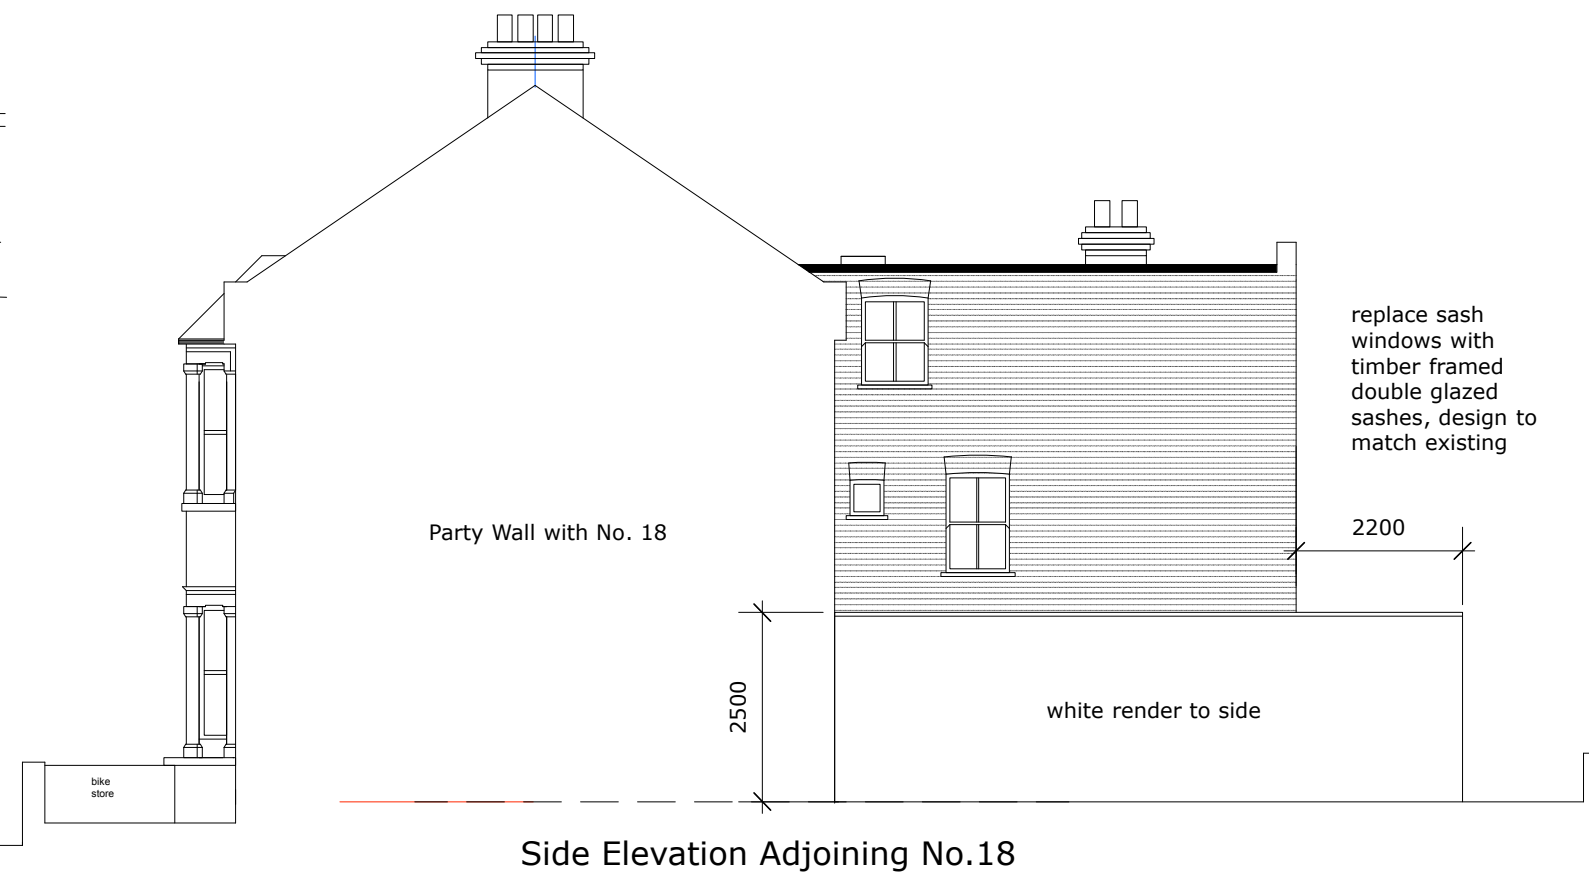 replace sash
windows with
timber framed
double glazed
sashes, design to
match existing
2200
Party Wall with No. 18
2500
white render to side
bike
store
Side Elevation Adjoining No.18